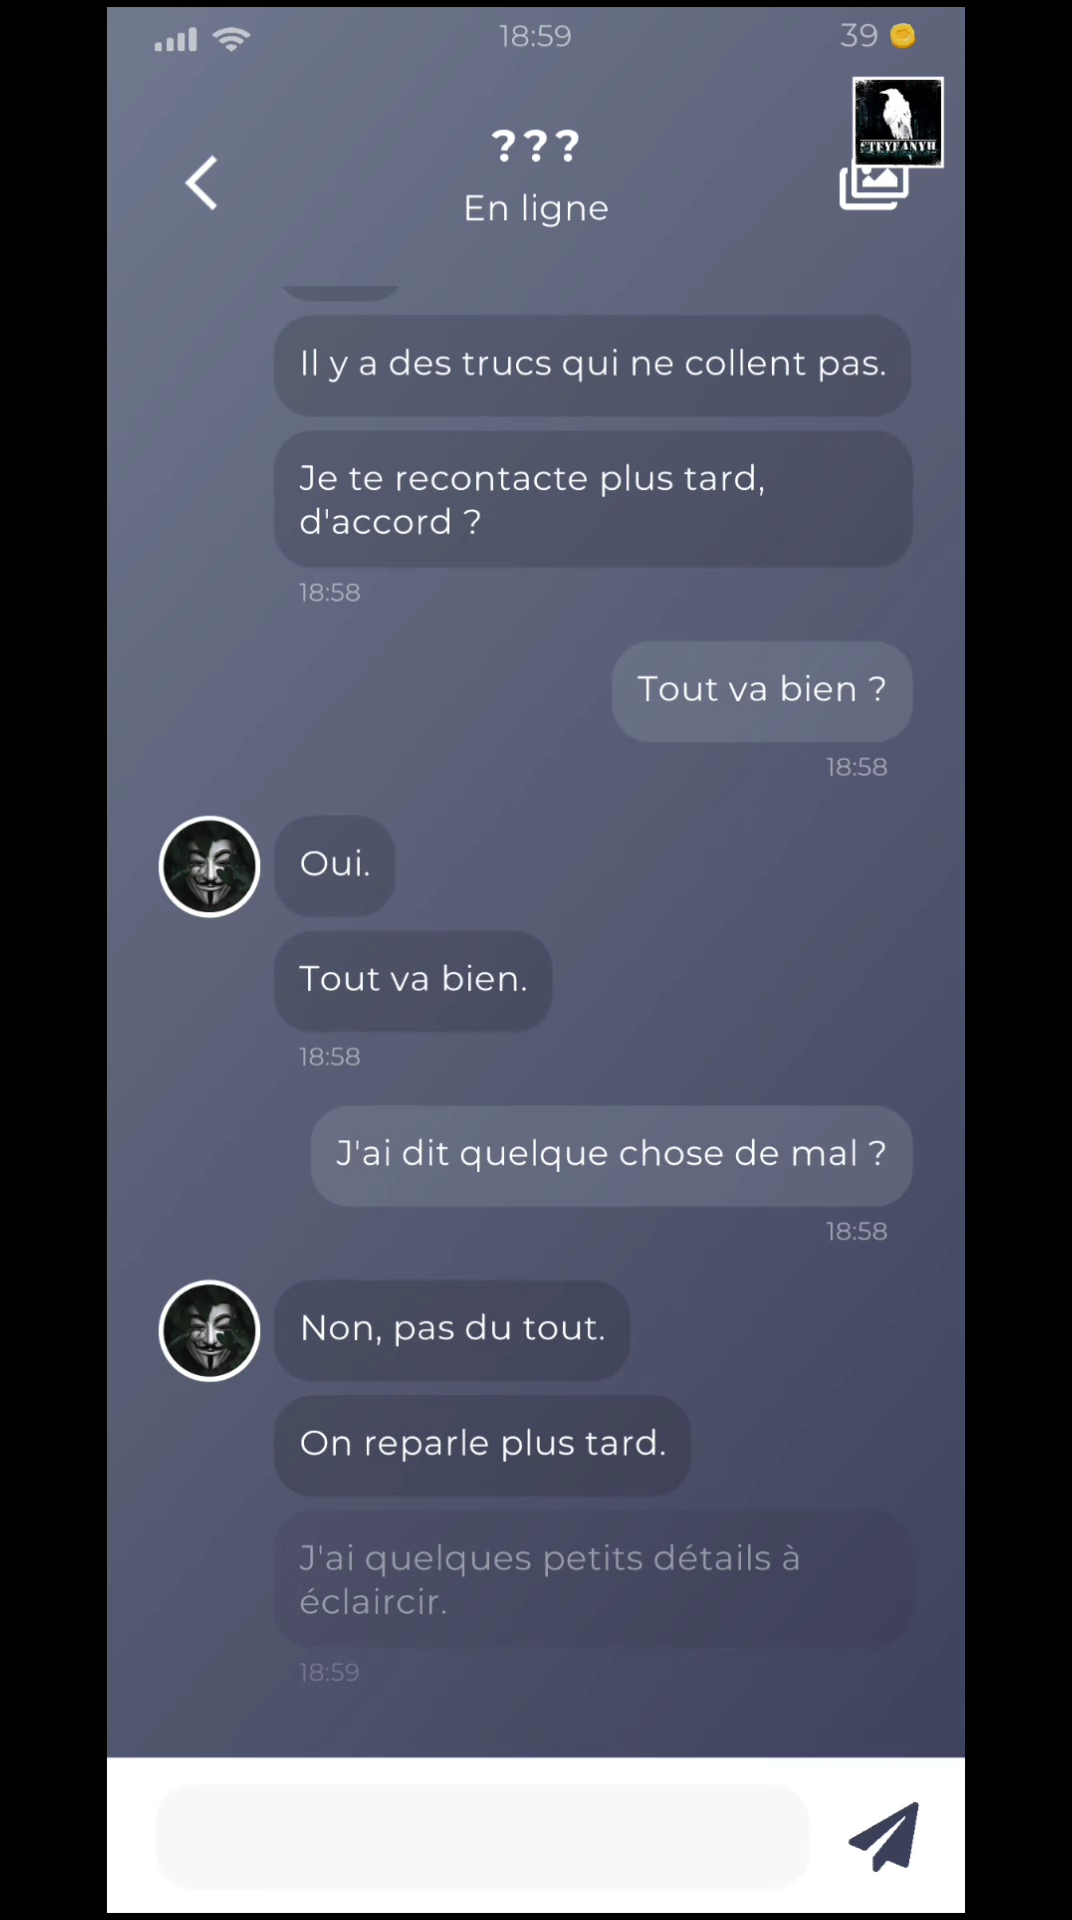 18:59
39
STEYFANYH
???
En ligne
Il y a des trucs qui ne collent pas.
Je te recontacte plus tard,
d'accord ?
18:58
Tout va bien ?
18:58
Oui.
Tout va bien.
18:58
J'ai dit quelque chose de mal ?
18:58
Non, pas du tout.
On reparle plus tard.
J'ai quelques petits détails à
éclaircir.
18:59